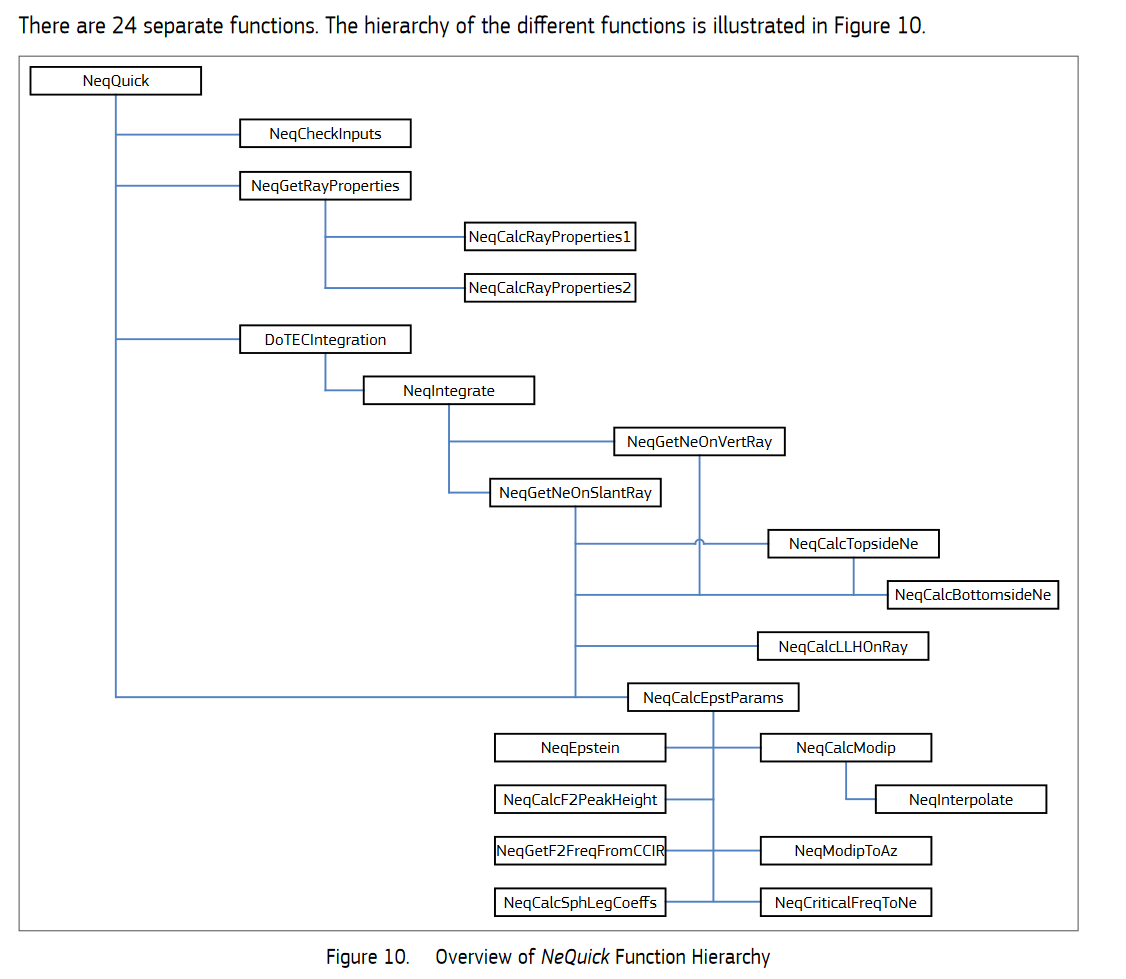 There are 24 separate functions. The hierarchy of the different functions is illustrated in Figure 10.
NeqQuick
NeqCheckInputs
NeqGetRayProperties
NeqCalcRayProperties1
NeqCalcRayProperties2
DoTECIntegration
NeqIntegrate
NeqGetNeOnVertRay
NeqGetNeOnSlantRay
NeqCalcTopsideNe
NeqCalcBottomsideNe
NeqCalcLLHOnRay
NeqCalcEpstParams
NeqEpstein
NeqCalcModip
NeqCalcF2PeakHeight
NeqInterpolate
NeqGetF2FreqFromCCIR
NeqModipToAz
NeqCalcSphLegCoeffs
NeqCriticalFreqToNe
Figure 10. Overview of NeQuick Function Hierarchy